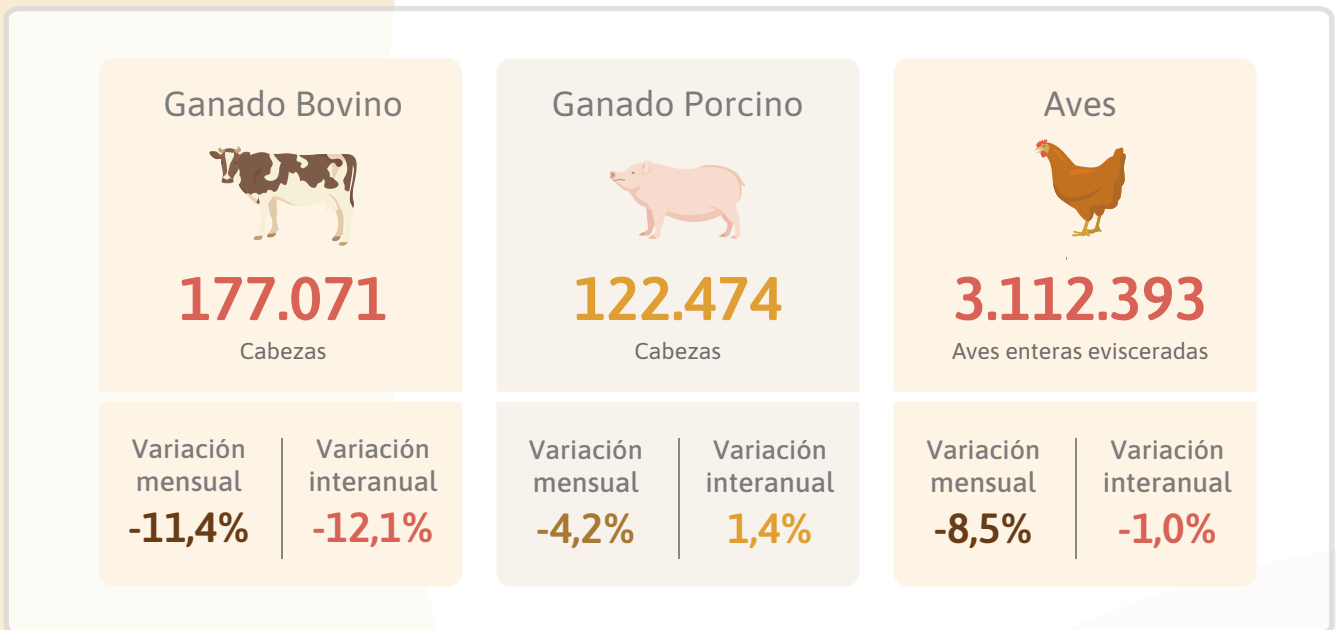 Ganado Bovino
177.071
Cabezas
Variación
mensual
-11,4%
Variación
interanual
-12,1%
Ganado Porcino
122.474
Cabezas
Variación
mensual
-4,2%
Variación
interanual
1,4%
Aves
3.112.393
Aves enteras evisceradas
Variación
mensual
-8,5%
Variación
interanual
-1,0%